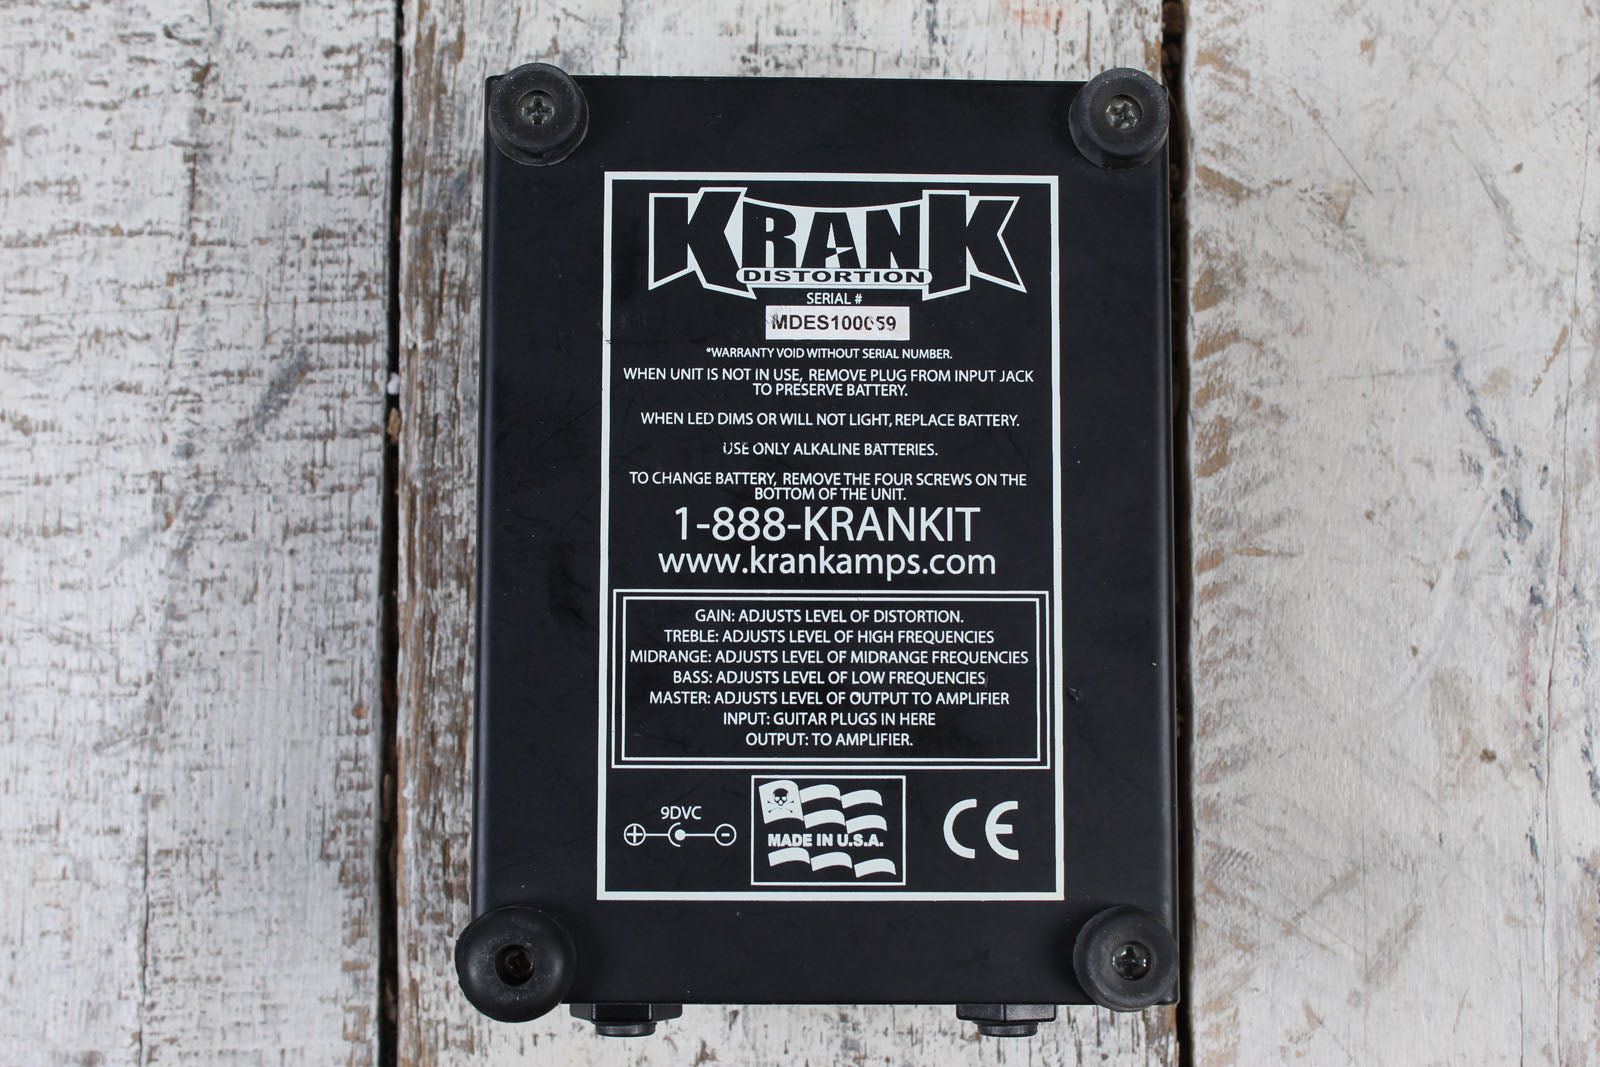 KRANK
DISTORTION
SERIAL #
MDES100059
*WARRANTY VOID WITHOUT SERIAL NUMBER.
WHEN UNIT IS NOT IN USE, REMOVE PLUG FROM INPUT JACK
TO PRESERVE BATTERY.
WHEN LED DIMS OR WILL NOT LIGHT, REPLACE BATTERY.
USE ONLY ALKALINE BATTERIES.
TO CHANGE BATTERY, REMOVE THE FOUR SCREWS ON THE
BOTTOM OF THE UNIT.
1-888-KRANKIT
www.krankamps.com
GAIN: ADJUSTS LEVEL OF DISTORTION.
TREBLE: ADJUSTS LEVEL OF HIGH FREQUENCIES
MIDRANGE: ADJUSTS LEVEL OF MIDRANGE FREQUENCIES
BASS: ADJUSTS LEVEL OF LOW FREQUENCIES
MASTER: ADJUSTS LEVEL OF OUTPUT TO AMPLIFIER
INPUT: GUITAR PLUGS IN HERE
OUTPUT: TO AMPLIFIER.
9DVC
MADE IN U.S.A.
CE